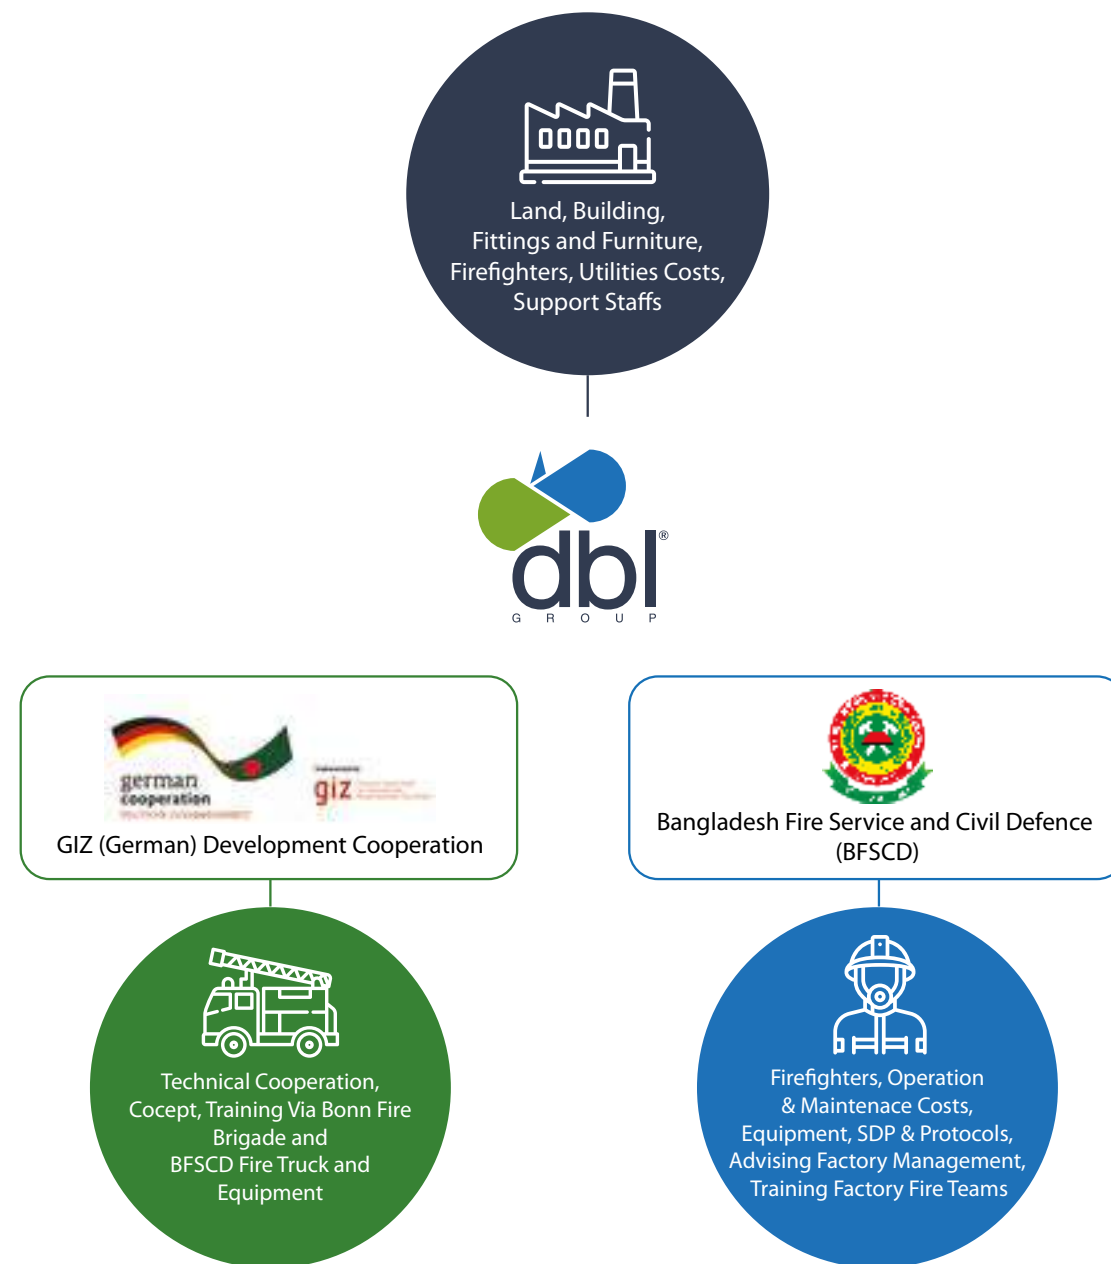 Land, Building,
Fittings and Furniture,
Firefighters, Utilities Costs,
Support Staffs
dbl®
GROUP
german
cooperation
giz
GIZ (German) Development Cooperation
Bangladesh Fire Service and Civil Defence
(BFSCD)
Technical Cooperation,
Cocept, Training Via Bonn Fire
Brigade and
BFSCD Fire Truck and
Equipment
Firefighters, Operation
& Maintenace Costs,
Equipment, SDP & Protocols,
Advising Factory Management,
Training Factory Fire Teams